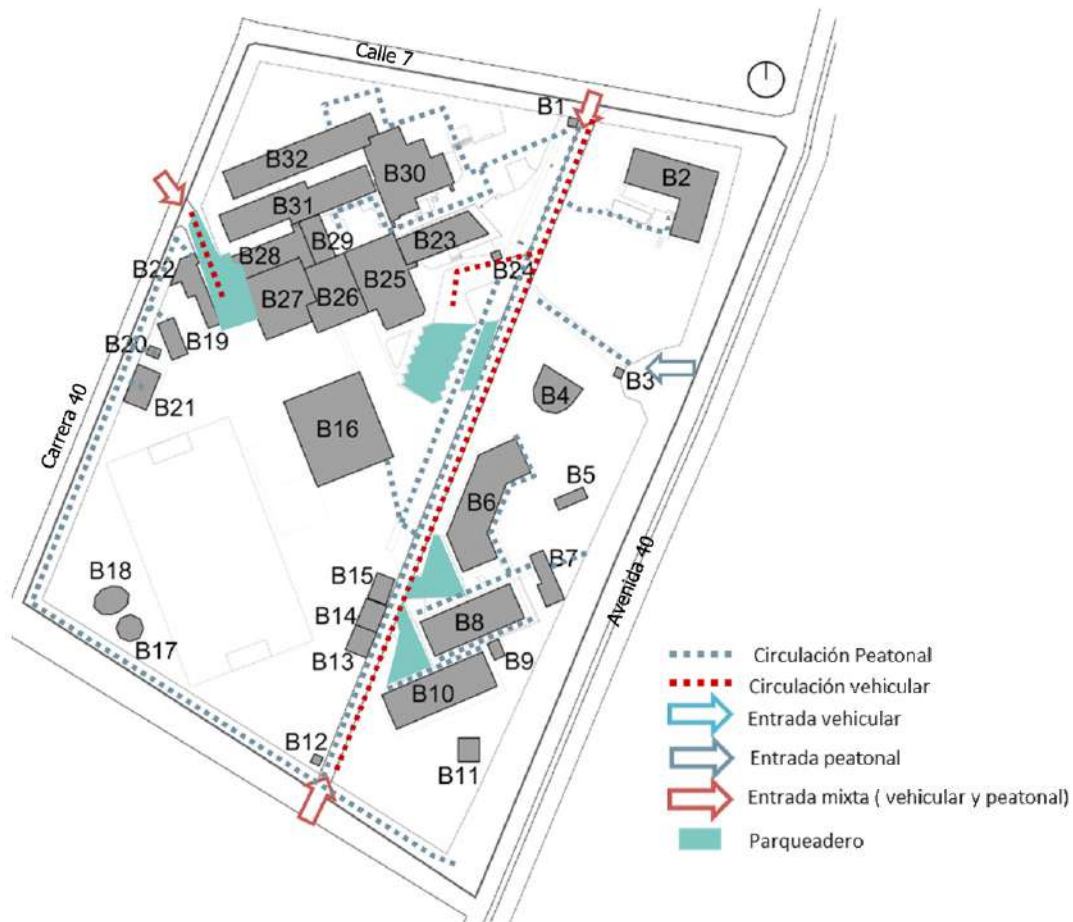 Calle 7
B1
B32
B30
B2
B31
B29
B23
B28
B24
B22
B25
B27
B26
B19
B20
B3
B4
B21
Carrera 40
B16
B5
B6
B7
B18
B15
B14
B8
B17
B13
B9
B10
Avenida 40
B12
B11
Circulación Peatonal
Circulación vehicular
Entrada vehicular
Entrada peatonal
Entrada mixta ( vehicular y peatonal)
Parqueadero